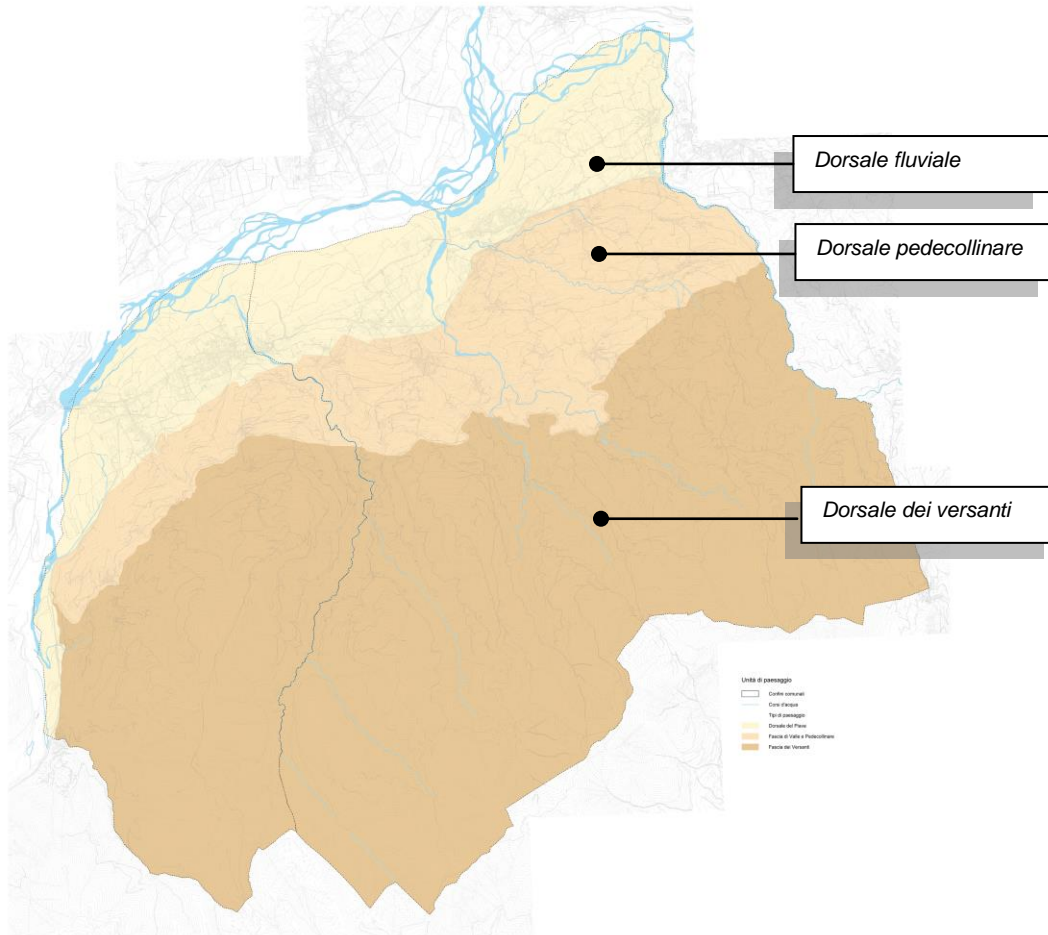 Dorsale fluviale
Dorsale pedecollinare
Dorsale dei versanti
Unità di paesaggio
Confini comunali
Corsi d'acqua
Tipi di paesaggio
Dorsale del Piave
Fascia di Valle e Pedecollinare
Fascia dei Versanti